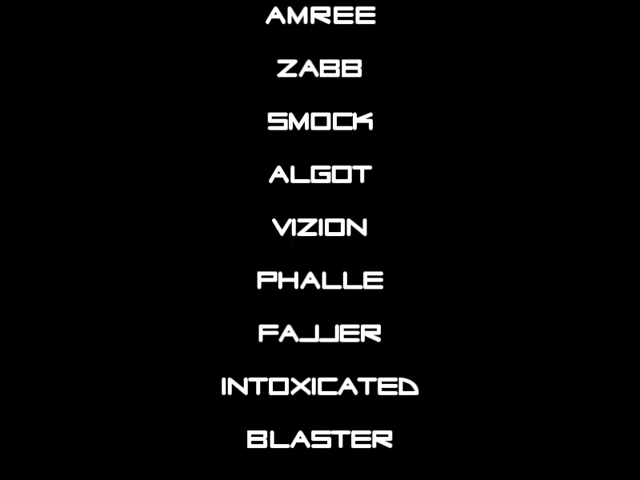 AMREE
ZABB
SMOCK
ALGOT
VIZION
PHALLE
FAJJER
INTOXICATED
BLASTER